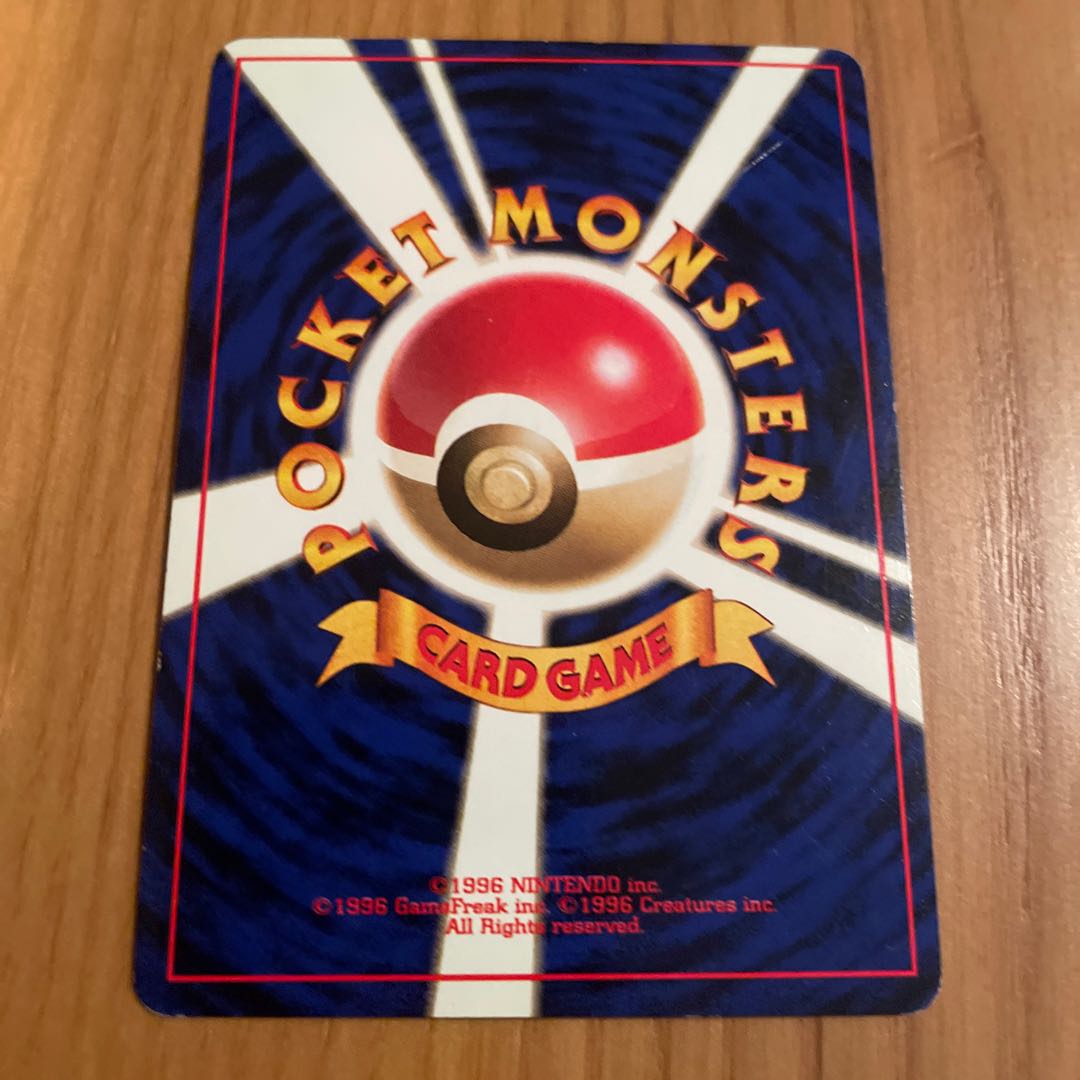 POCKET MONSTERS
CARD GAME
©1996 NINTENDO inc.
©1996 GameFreak inc. ©1996 Creatures inc.
All Rights reserved.